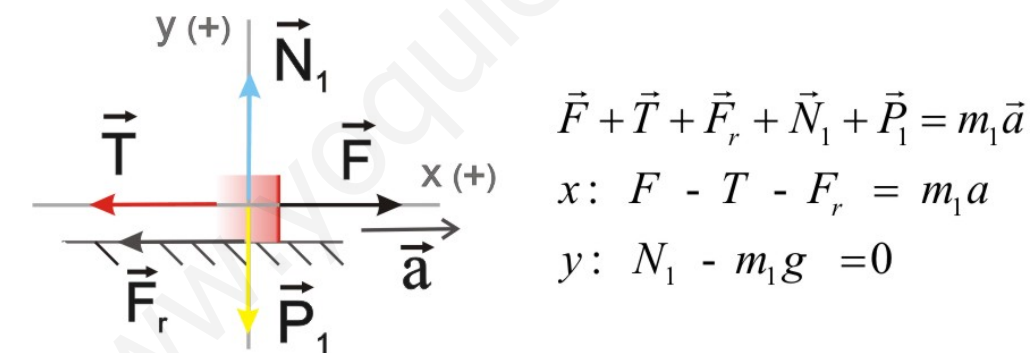 y (+)
N⃗₁
T⃗
F⃗
x (+)
a⃗
F⃗ᵣ
P⃗₁
F⃗ + T⃗ + F⃗ᵣ + N⃗₁ + P⃗₁ = m₁a⃗
x: F - T - Fᵣ = m₁a
y: N₁ - m₁g =0